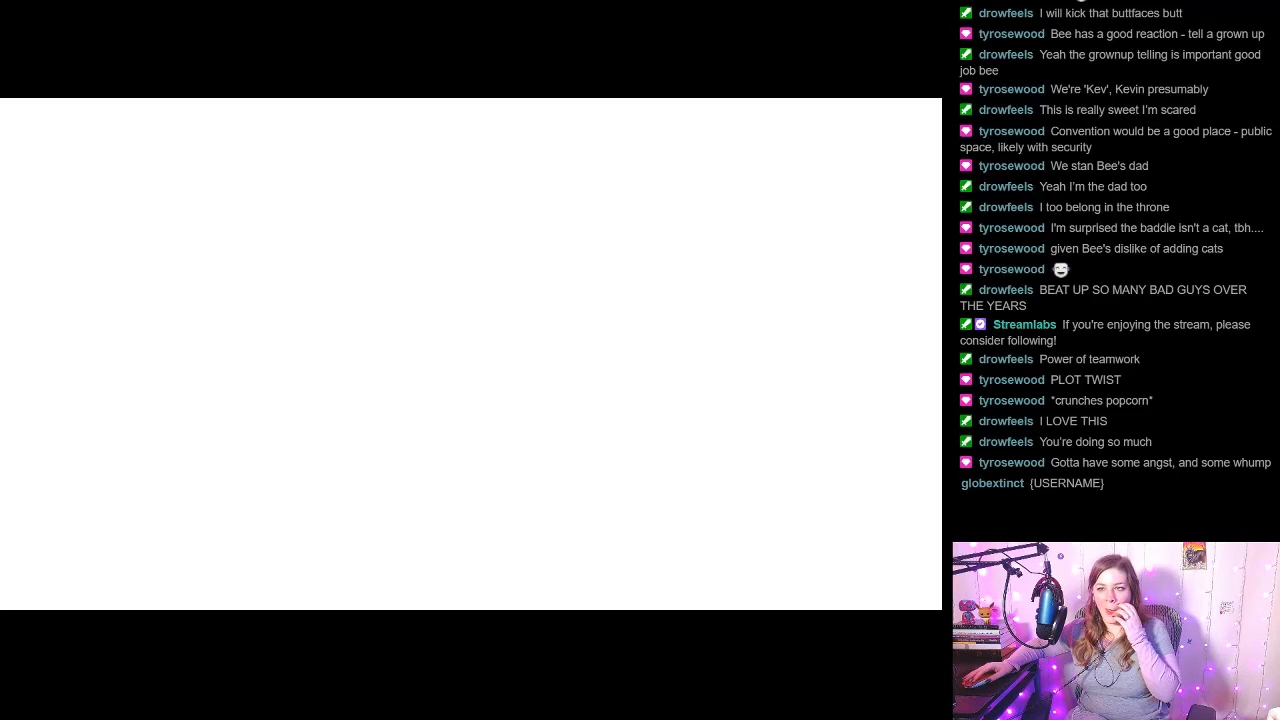 drowfeels I will kick that buttfaces butt
tyrosewood Bee has a good reaction - tell a grown up
drowfeels Yeah the grownup telling is important good
job bee
tyrosewood We're 'Kev', Kevin presumably
drowfeels This is really sweet I'm scared
tyrosewood Convention would be a good place - public
space, likely with security
tyrosewood We stan Bee's dad
drowfeels Yeah I'm the dad too
drowfeels I too belong in the throne
tyrosewood I'm surprised the baddie isn't a cat, tbh....
tyrosewood given Bee's dislike of adding cats
tyrosewood
drowfeels BEAT UP SO MANY BAD GUYS OVER
THE YEARS
Streamlabs If you're enjoying the stream, please
consider following!
drowfeels Power of teamwork
tyrosewood PLOT TWIST
tyrosewood *crunches popcorn*
drowfeels I LOVE THIS
drowfeels You're doing so much
tyrosewood Gotta have some angst, and some whump
globextinct {USERNAME}